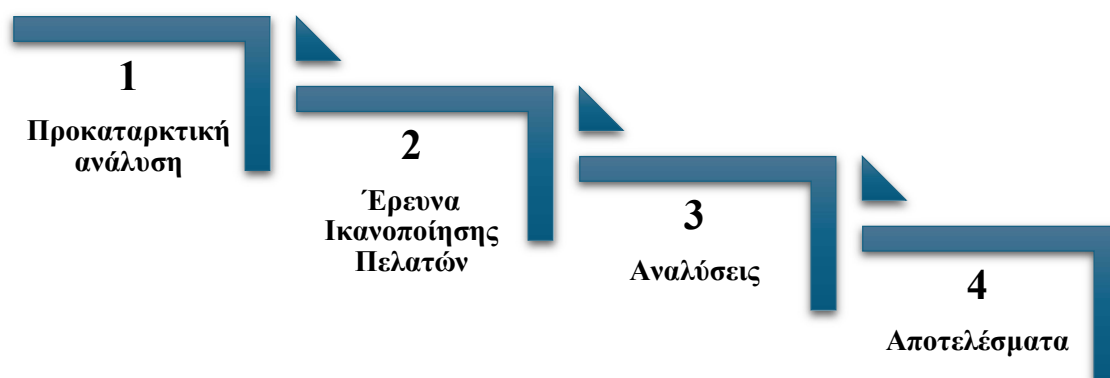 1
Προκαταρκτική
ανάλυση
2
Έρευνα
Ικανοποίησης
Πελατών
3
Αναλύσεις
4
Αποτελέσματα